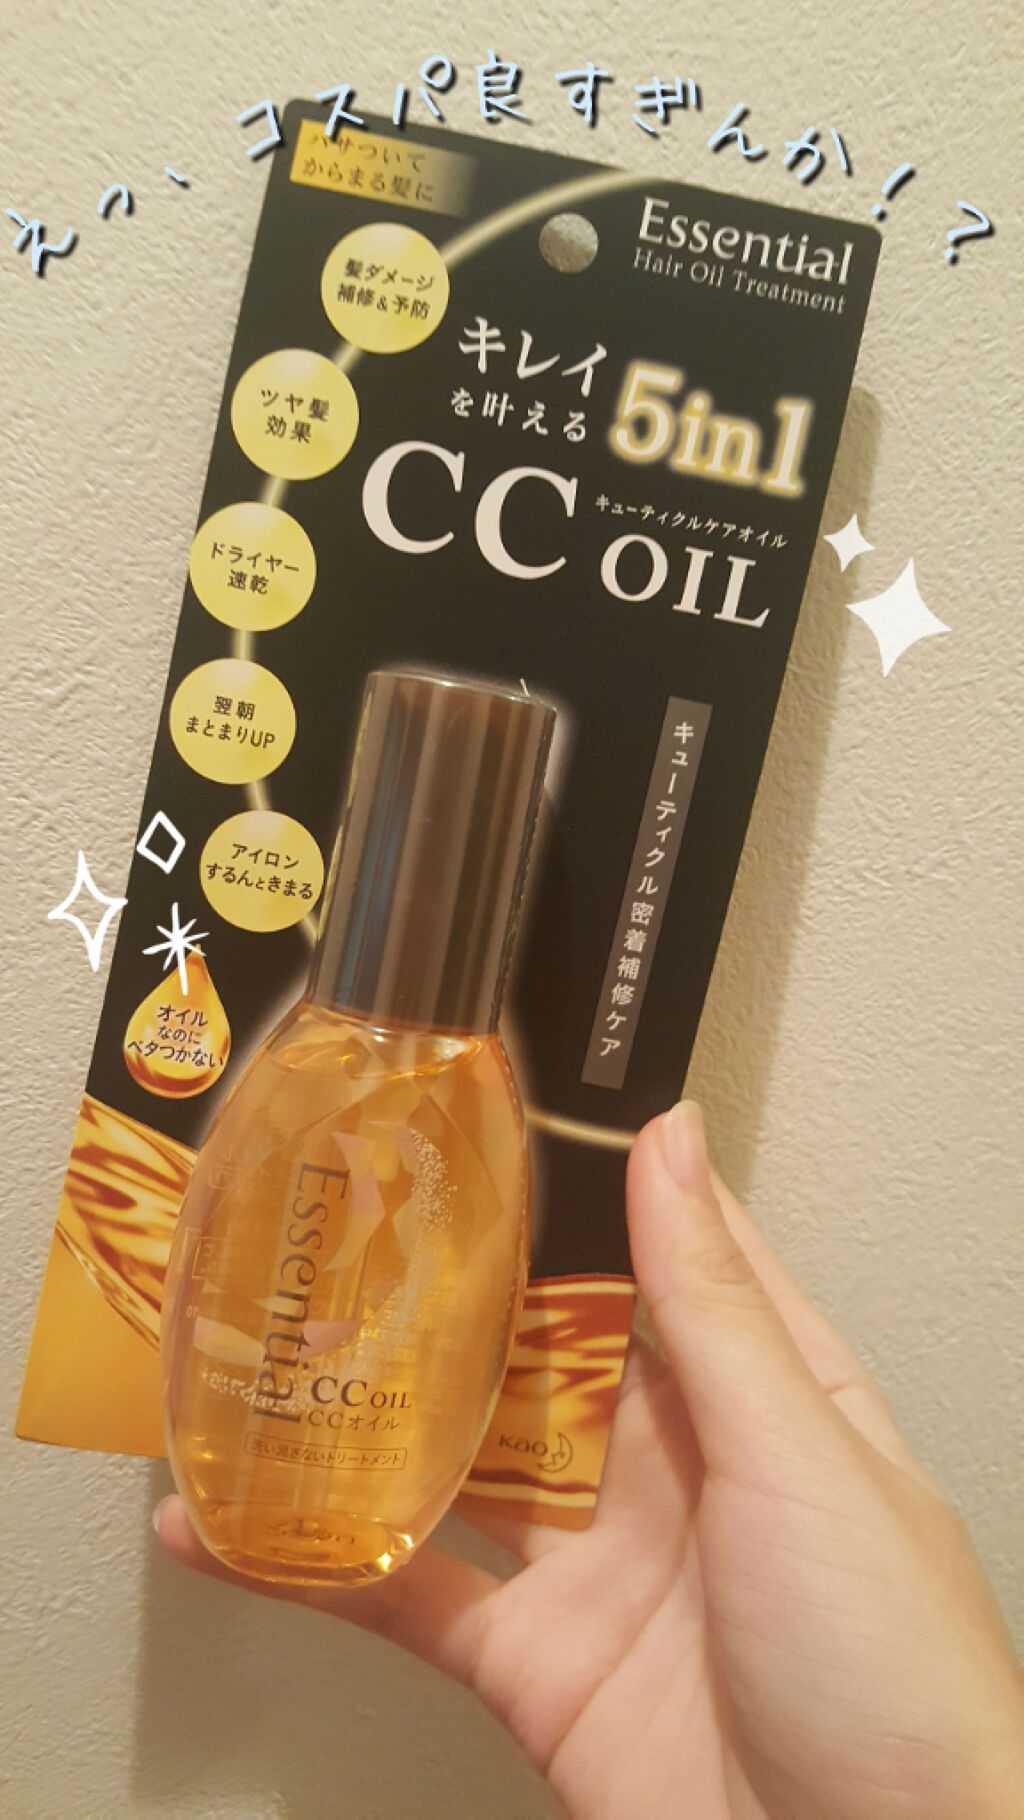 えっ、コスパ良すぎんか！？
パサついて
からまる髪に
Essential
Hair Oil Treatment
髪ダメージ
補修&予防
キレイ
を叶える
5in1
ツヤ髪
効果
CC OIL
キューティクルケアオイル
ドライヤー
速乾
翌朝
まとまりUP
アイロン
するんときまる
キューティクル密着補修ケア
オイル
なのに
ベタつかない
Essential
CC OIL
CCオイル
洗い流さないトリートメント
Kao